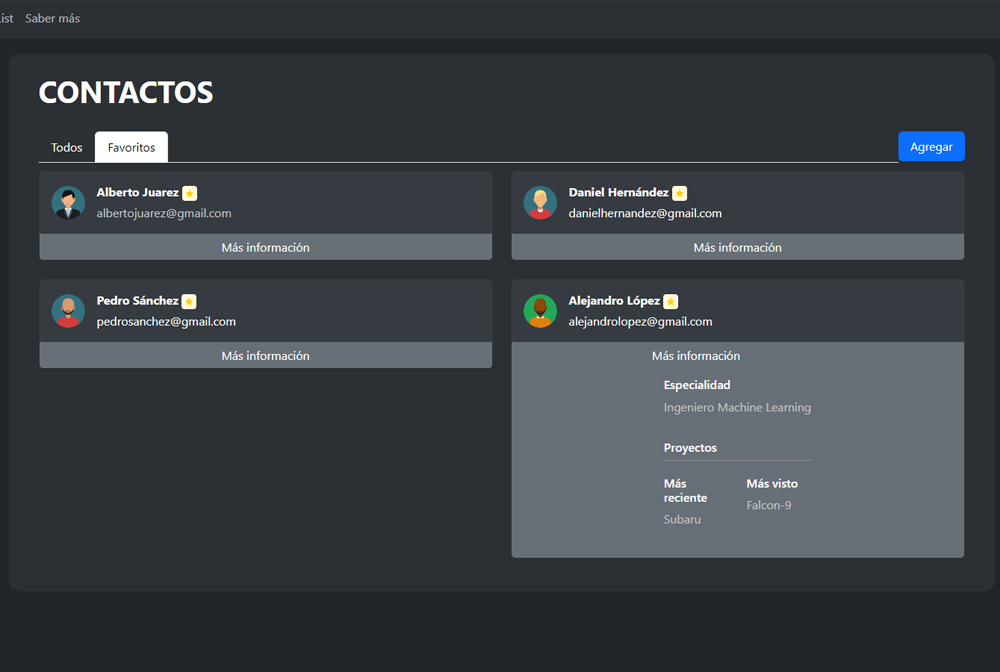 Saber más
CONTACTOS
Todos Favoritos Agregar
Alberto Juarez
albertojuarez@gmail.com
Más información
Daniel Hernández
danielhernandez@gmail.com
Más información
Pedro Sánchez
pedrosanchez@gmail.com
Más información
Alejandro López
alejandrolopez@gmail.com
Más información
Especialidad
Ingeniero Machine Learning
Proyectos
Más
reciente
Subaru
Más visto
Falcon-9